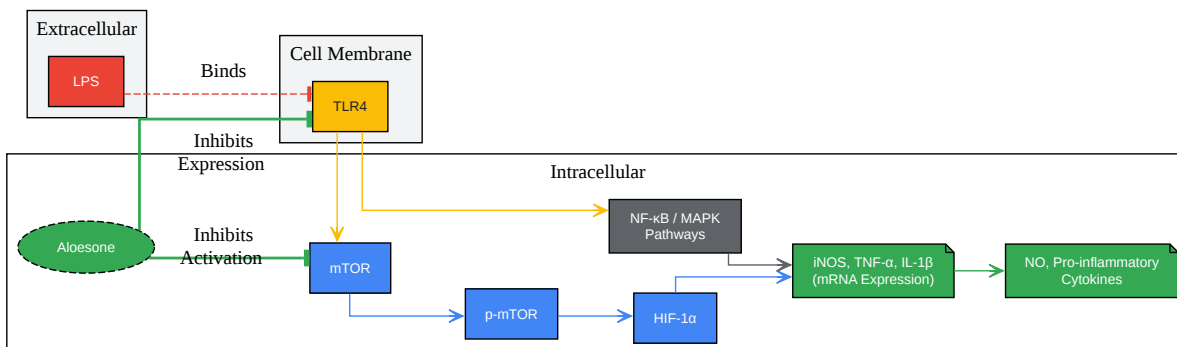 Extracellular
LPS
Binds
Cell Membrane
TLR4
Inhibits
Expression
Intracellular
Aloesone
Inhibits
Activation
mTOR
p-mTOR
HIF-1α
NF-κB / MAPK
Pathways
iNOS, TNF-α, IL-1β
(mRNA Expression)
NO, Pro-inflammatory
Cytokines